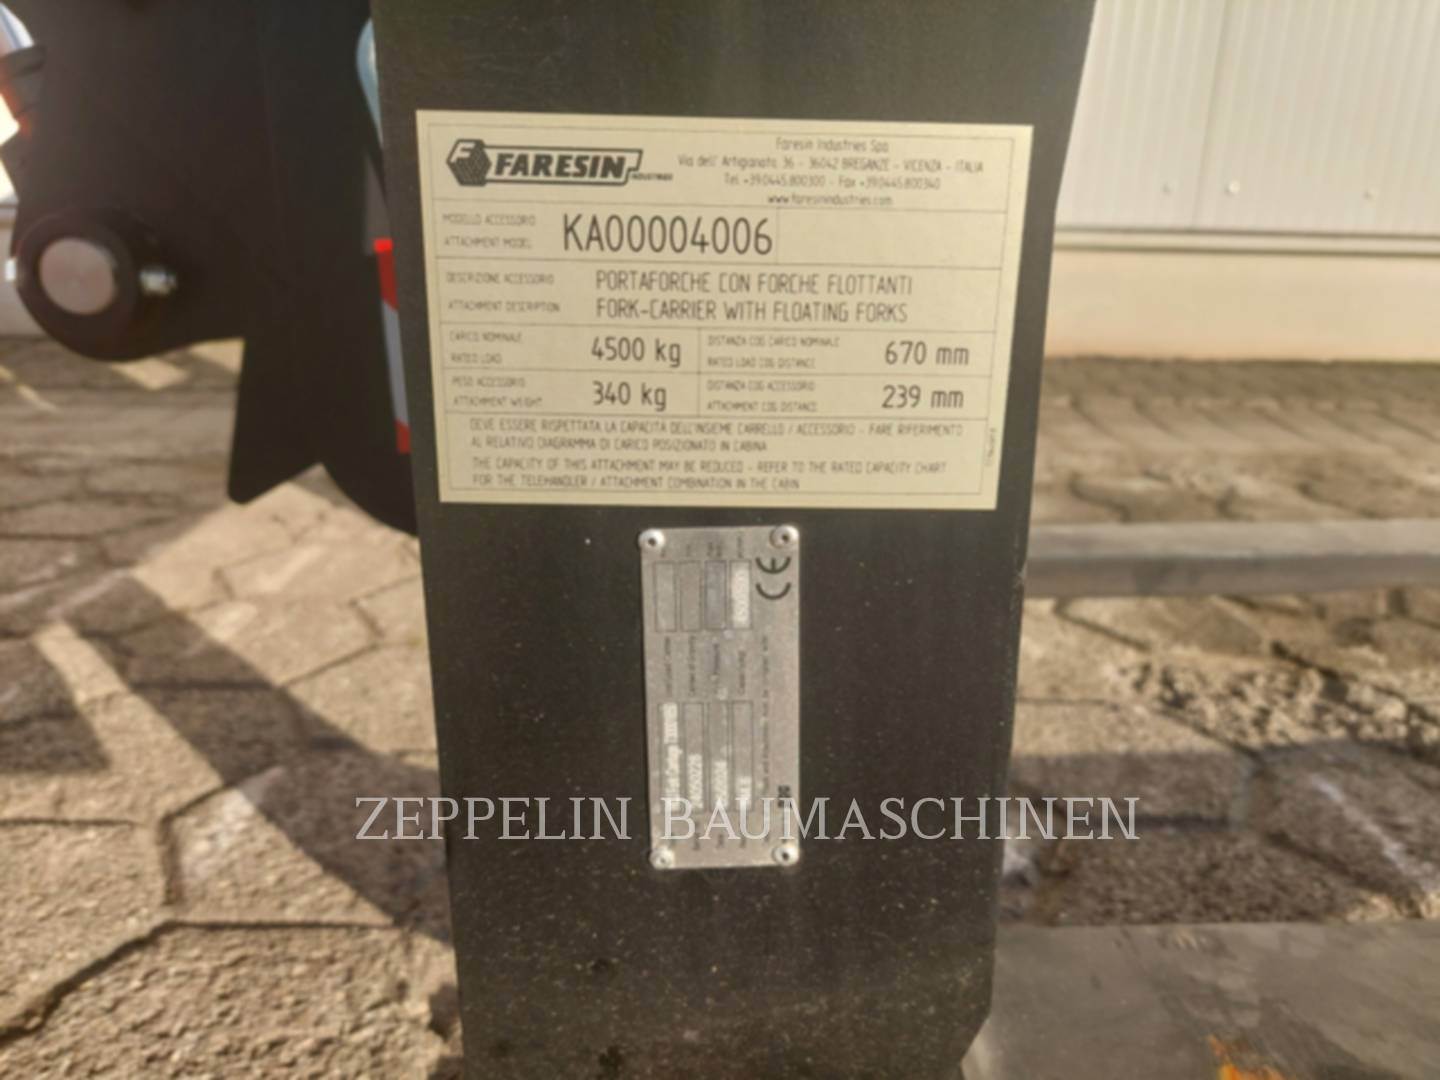 FARESIN
INDUSTRIES
Faresin Industries Spa
Via dell' Artigianato, 36 - 36042 BREGANZE - VICENZA - ITALIA
Tel. +39.0445.800300 - Fax +39.0445.800340
www.faresinindustries.com
MODELLO ACCESSORIO
ATTACHMENT MODEL
KA00004006
DESCRIZIONE ACCESSORIO
PORTAFORCHE CON FORCHE FLOTTANTI
ATTACHMENT DESCRIPTION
FORK-CARRIER WITH FLOATING FORKS
CARICO NOMINALE
RATED LOAD
4500 kg
DISTANZA COG CARICO NOMINALE
RATED LOAD COG DISTANCE
670 mm
PESO ACCESSORIO
ATTACHMENT WEIGHT
340 kg
DISTANZA COG ACCESSORIO
ATTACHMENT COG DISTANCE
239 mm
DEVE ESSERE RISPETTATA LA CAPACITA DELL'INSIEME CARRELLO / ACCESSORIO - FARE RIFERIMENTO
AL RELATIVO DIAGRAMMA DI CARICO POSIZIONATO IN CABINA
THE CAPACITY OF THIS ATTACHMENT MAY BE REDUCED - REFER TO THE RATED CAPACITY CHART
FOR THE TELEHANDLER / ATTACHMENT COMBINATION IN THE CABIN
CE
ZEPPELIN BAUMASCHINEN